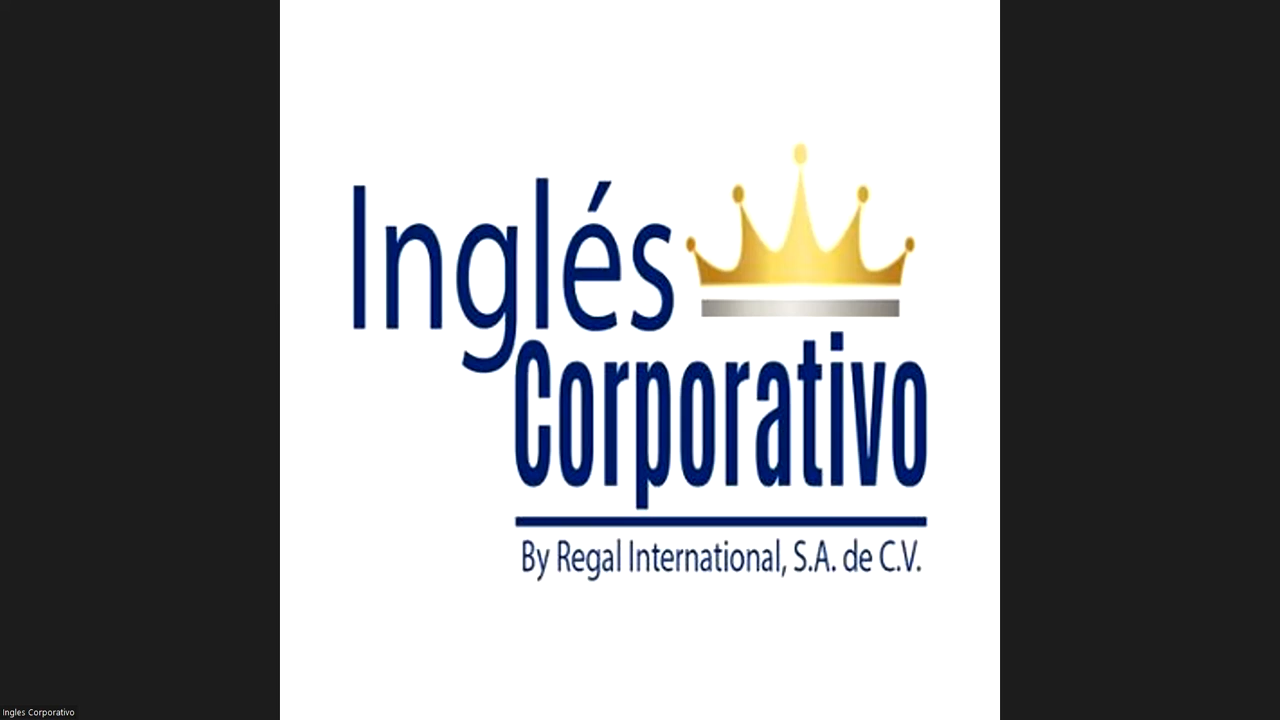 Inglés
Corporativo
By Regal International, S.A. de C.V.
Ingles Corporativo